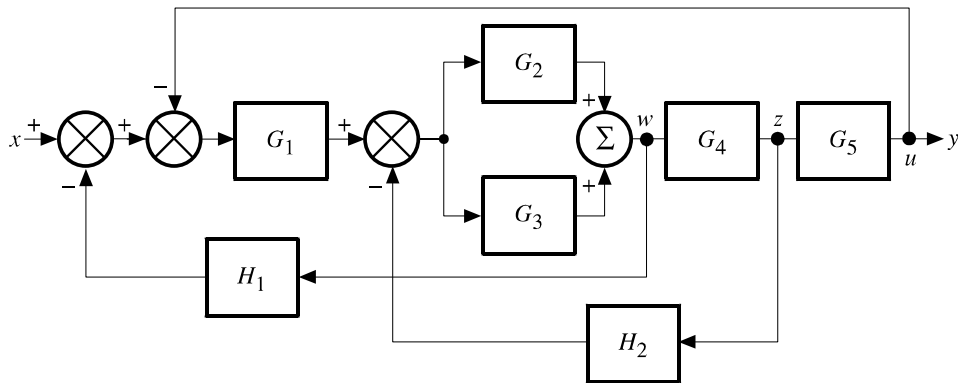 G2
x + + G1 + + Σ w G4 z G5 y
− − − + u
G3
H1
H2